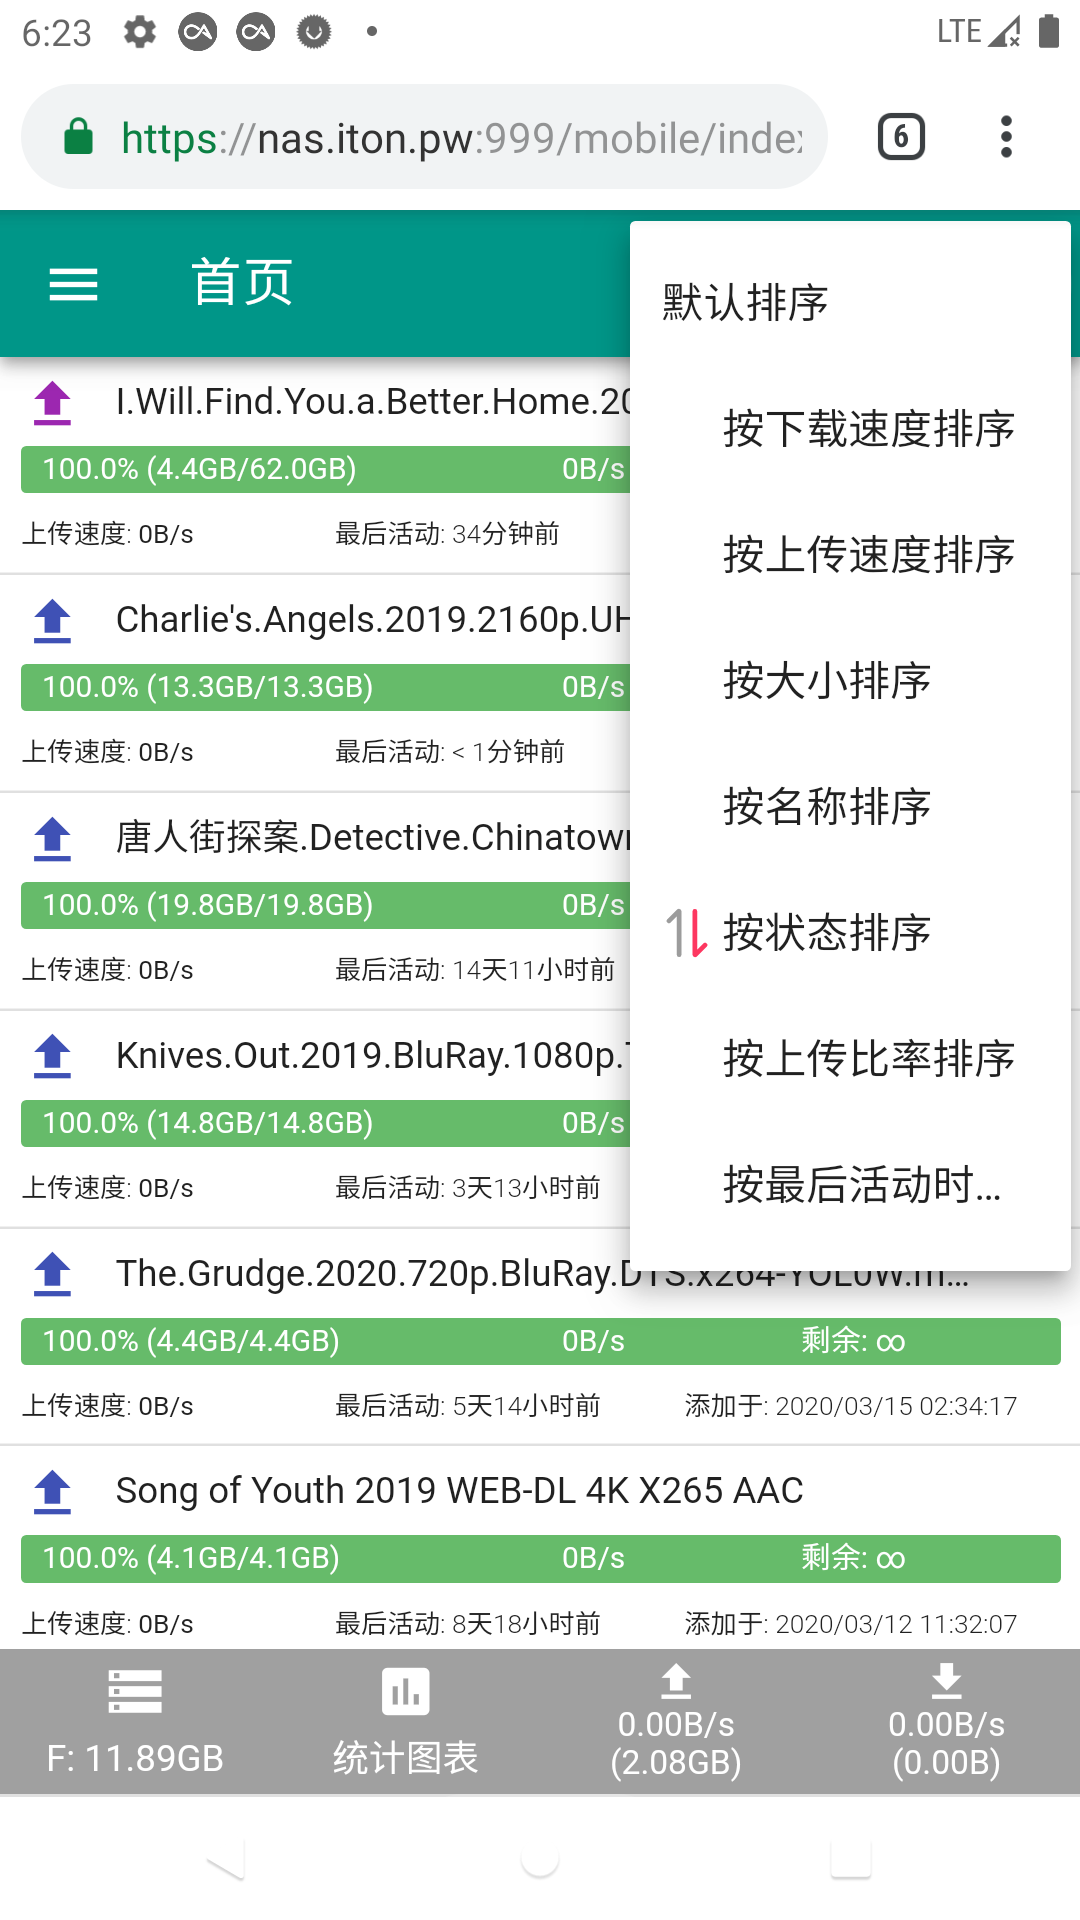 6:23
LTE
https://nas.iton.pw:999/mobile/index
6
首页
默认排序
按下载速度排序
按上传速度排序
按大小排序
按名称排序
按状态排序
按上传比率排序
按最后活动时...
I.Will.Find.You.a.Better.Home.20
100.0% (4.4GB/62.0GB) 0B/s
上传速度: 0B/s 最后活动: 34分钟前
Charlie's.Angels.2019.2160p.UH
100.0% (13.3GB/13.3GB) 0B/s
上传速度: 0B/s 最后活动: < 1分钟前
唐人街探案.Detective.Chinatown
100.0% (19.8GB/19.8GB) 0B/s
上传速度: 0B/s 最后活动: 14天11小时前
Knives.Out.2019.BluRay.1080p.
100.0% (14.8GB/14.8GB) 0B/s
上传速度: 0B/s 最后活动: 3天13小时前
The.Grudge.2020.720p.BluRay.DTS.x264-YOL0W.m...
100.0% (4.4GB/4.4GB) 0B/s 剩余: ∞
上传速度: 0B/s 最后活动: 5天14小时前 添加于: 2020/03/15 02:34:17
Song of Youth 2019 WEB-DL 4K X265 AAC
100.0% (4.1GB/4.1GB) 0B/s 剩余: ∞
上传速度: 0B/s 最后活动: 8天18小时前 添加于: 2020/03/12 11:32:07
F: 11.89GB
统计图表
0.00B/s
(2.08GB)
0.00B/s
(0.00B)